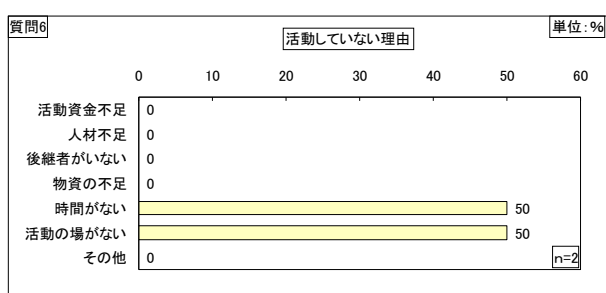 質問6
単位:%
活動していない理由
0 10 20 30 40 50 60
活動資金不足 0
人材不足 0
後継者がいない 0
物資の不足 0
時間がない 50
活動の場がない 50
その他 0
n=2